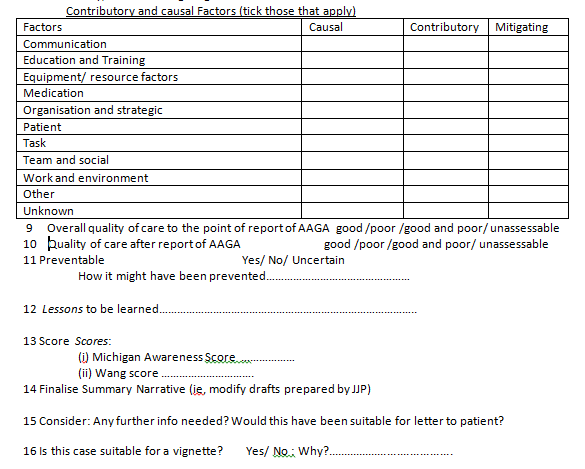 Contributory and causal Factors (tick those that apply)
Factors Causal Contributory Mitigating
Communication
Education and Training
Equipment/ resource factors
Medication
Organisation and strategic
Patient
Task
Team and social
Work and environment
Other
Unknown
9 Overall quality of care to the point of report of AAGA good /poor /good and poor/ unassessable
10 Quality of care after report of AAGA good /poor /good and poor/ unassessable
11 Preventable Yes/ No/ Uncertain
How it might have been prevented..............................................
12 Lessons to be learned................................................................................
13 Score Scores:
(i) Michigan Awareness Score ................
(ii) Wang score .............................
14 Finalise Summary Narrative (ie, modify drafts prepared by JJP)
15 Consider: Any further info needed? Would this have been suitable for letter to patient?
16 Is this case suitable for a vignette? Yes/ No : Why?.......................................